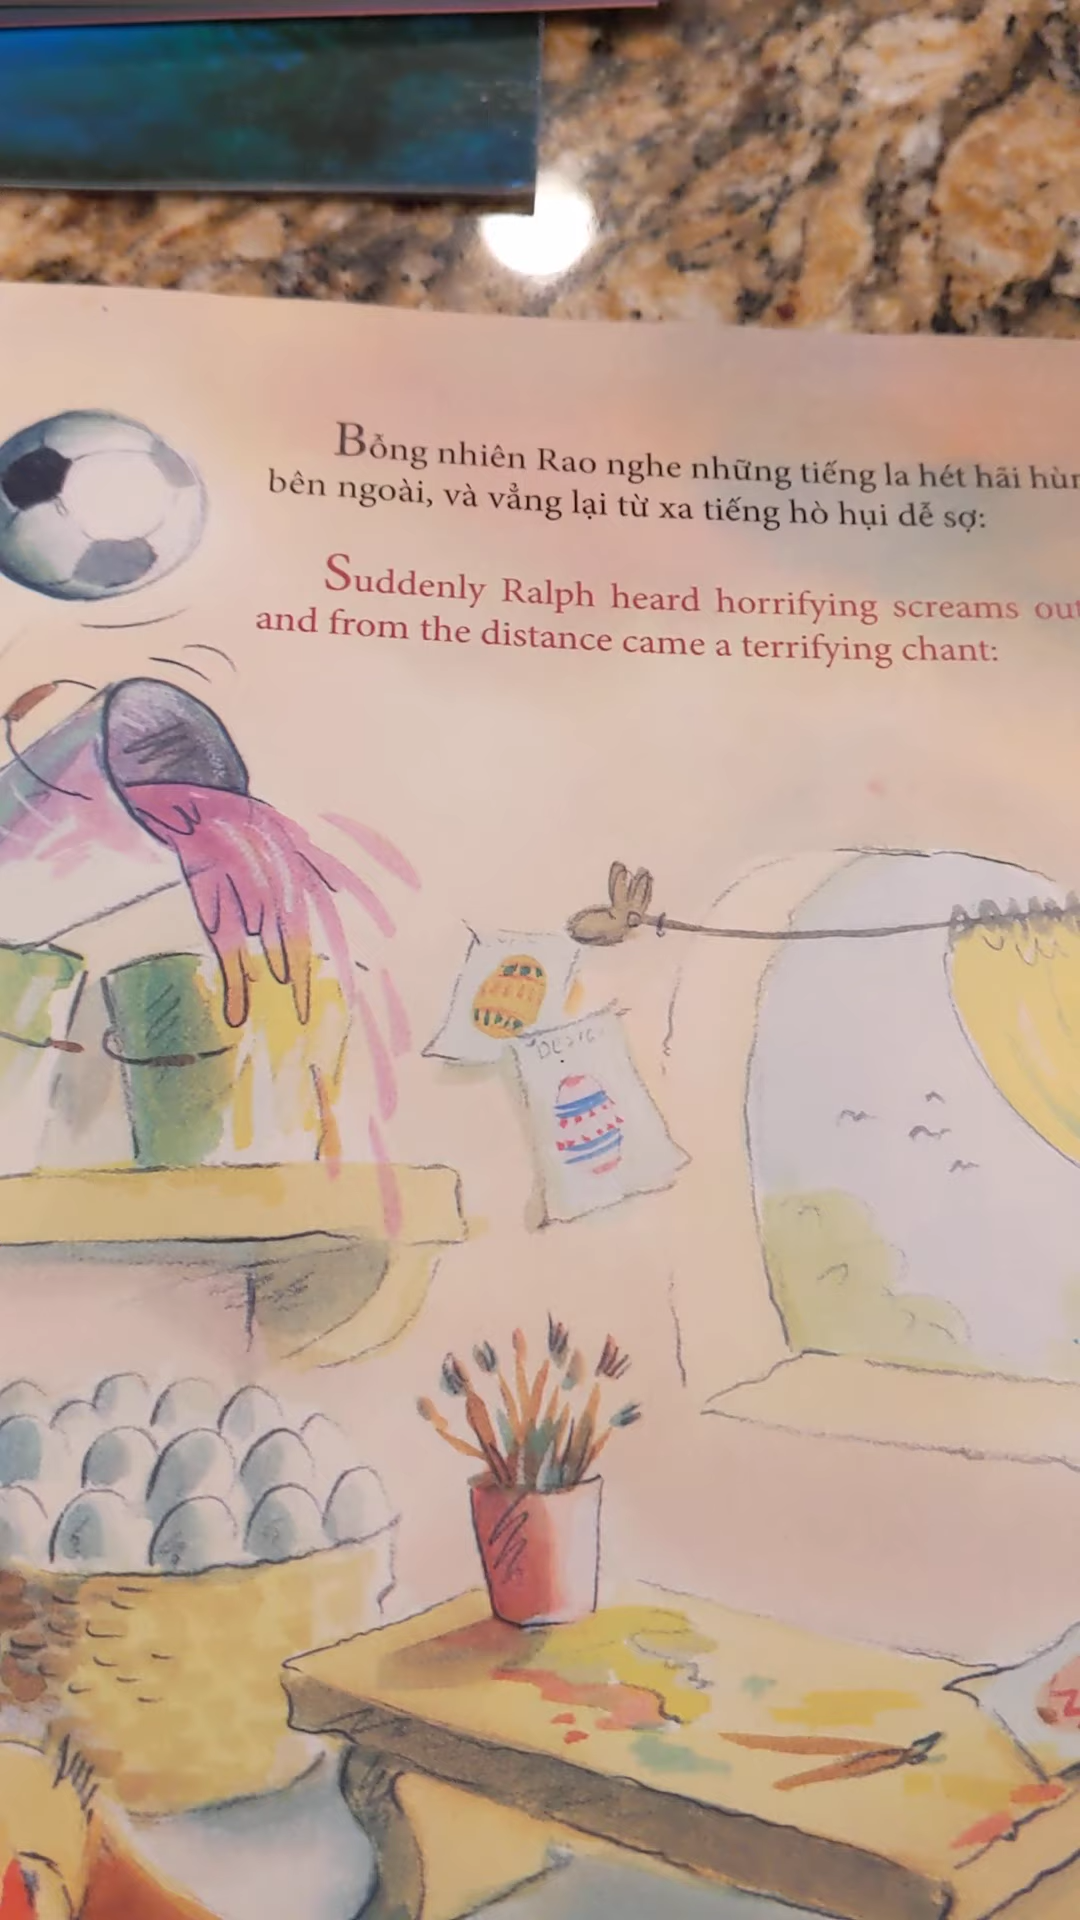 Bỗng nhiên Rao nghe những tiếng la hét hãi
bên ngoài, và vẳng lại từ xa tiếng hò hụi dễ sợ:
Suddenly Ralph heard horrifying screams
and from the distance came a terrifying chant: